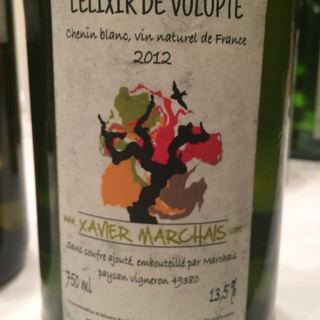 L'ELIXIR DE VOLUPTE
Chenin blanc, vin naturel de France
2012
www. XAVIER MARCHAIS .com
Sans soufre ajouté, embouteillé par Marchais
paysan vigneron 49380
750 ml 13,5%